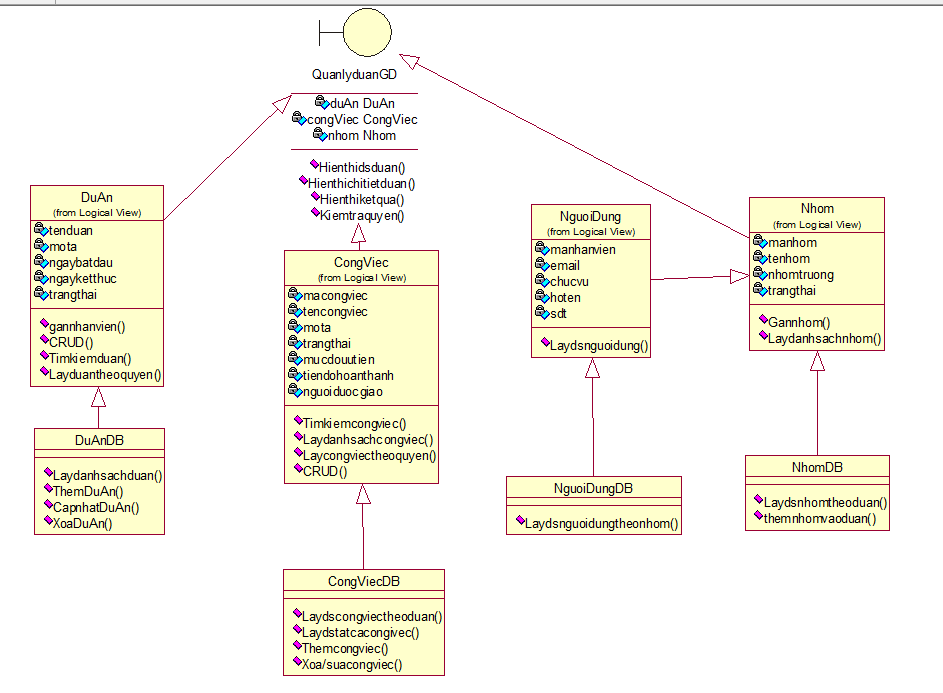 QuanlyduanGD
duAn DuAn
congViec CongViec
nhom Nhom
Hienthidsduan()
Hienthichitietduan()
Hienthiketqua()
Kiemtraquyen()
DuAn
(from Logical View)
tenduan
mota
ngaybatdau
ngayketthuc
trangthai
gannhanvien()
CRUD()
Timkiemduan()
Layduantheoquyen()
DuAnDB
Laydanhsachduan()
ThemDuAn()
CapnhatDuAn()
XoaDuAn()
CongViec
(from Logical View)
macongviec
tencongviec
mota
trangthai
mucdouutien
tiendohoanthanh
nguoiduocgiao
Timkiemcongviec()
Laydanhsachcongviec()
Laycongviectheoquyen()
CRUD()
CongViecDB
Laydscongviectheoduan()
Laydstatcacongivec()
Themcongviec()
Xoa/suacongviec()
NguoiDung
(from Logical View)
manhanvien
email
chucvu
hoten
sdt
Laydsnguoidung()
NguoiDungDB
Laydsnguoidungtheonhom()
Nhom
(from Logical View)
manhom
tenhom
nhomtruong
trangthai
Gannhom()
Laydanhsachnhom()
NhomDB
Laydsnhomtheoduan()
themnhomvaoduan()